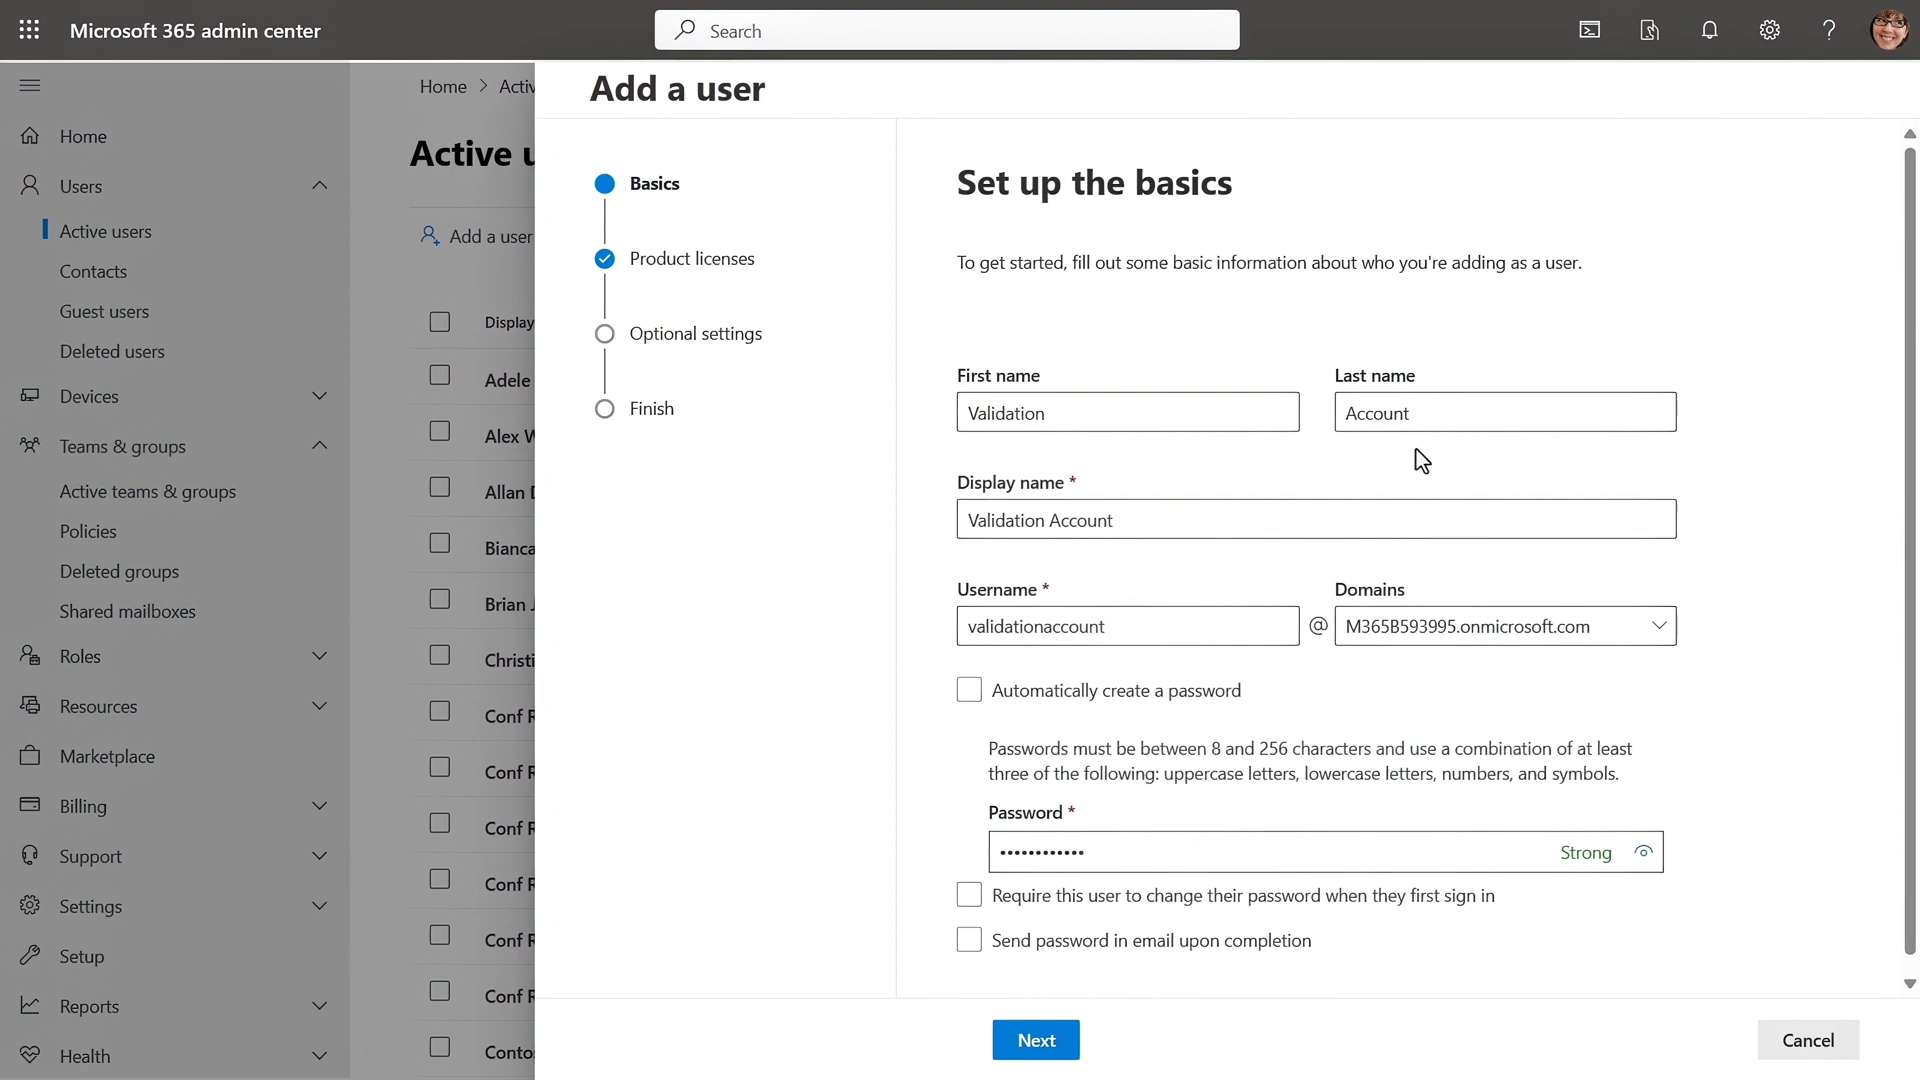 Microsoft 365 admin center
Search
?
Home
Users
Active users
Contacts
Guest users
Deleted users
Devices
Teams & groups
Active teams & groups
Policies
Deleted groups
Shared mailboxes
Roles
Resources
Marketplace
Billing
Support
Settings
Setup
Reports
Health
Home > Activ
Active u
Add a user
Display
Adele
Alex W
Allan D
Bianca
Brian J
Christi
Conf R
Conf R
Conf R
Conf R
Conf R
Conf R
Contos
Add a user
Basics
Product licenses
Optional settings
Finish
Set up the basics
To get started, fill out some basic information about who you're adding as a user.
First name
Validation
Last name
Account
Display name *
Validation Account
Username *
validationaccount
@
Domains
M365B593995.onmicrosoft.com
Automatically create a password
Passwords must be between 8 and 256 characters and use a combination of at least
three of the following: uppercase letters, lowercase letters, numbers, and symbols.
Password *
•••••••••••• Strong
Require this user to change their password when they first sign in
Send password in email upon completion
Next
Cancel